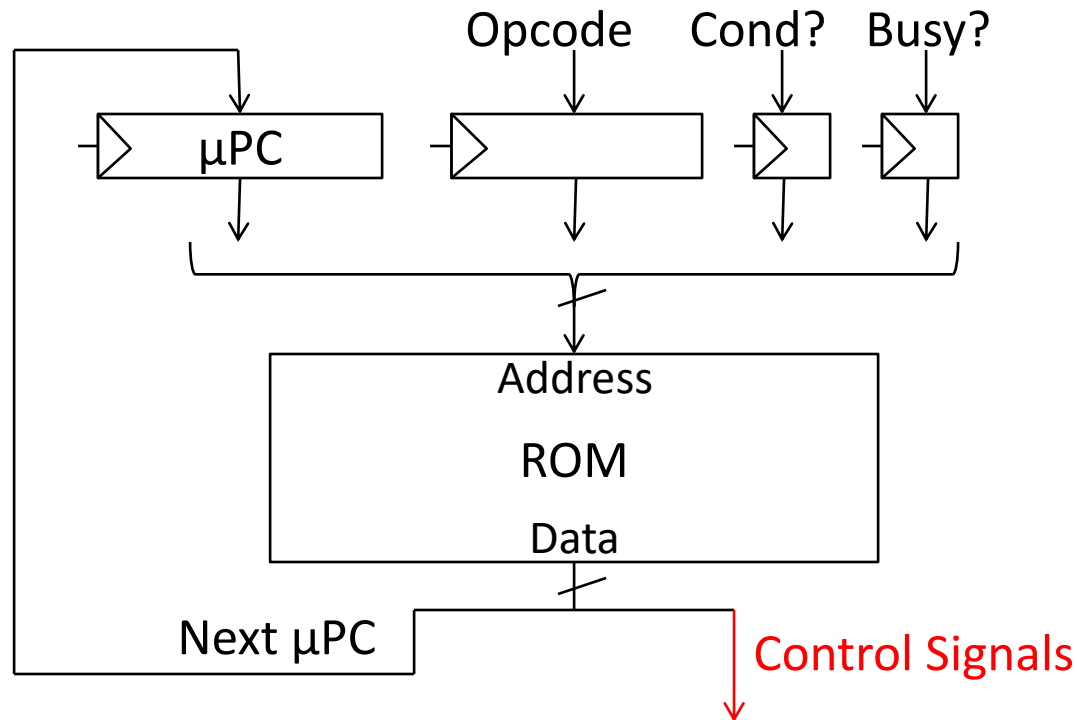 Opcode Cond? Busy?
μPC
Address
ROM
Data
Next μPC
Control Signals